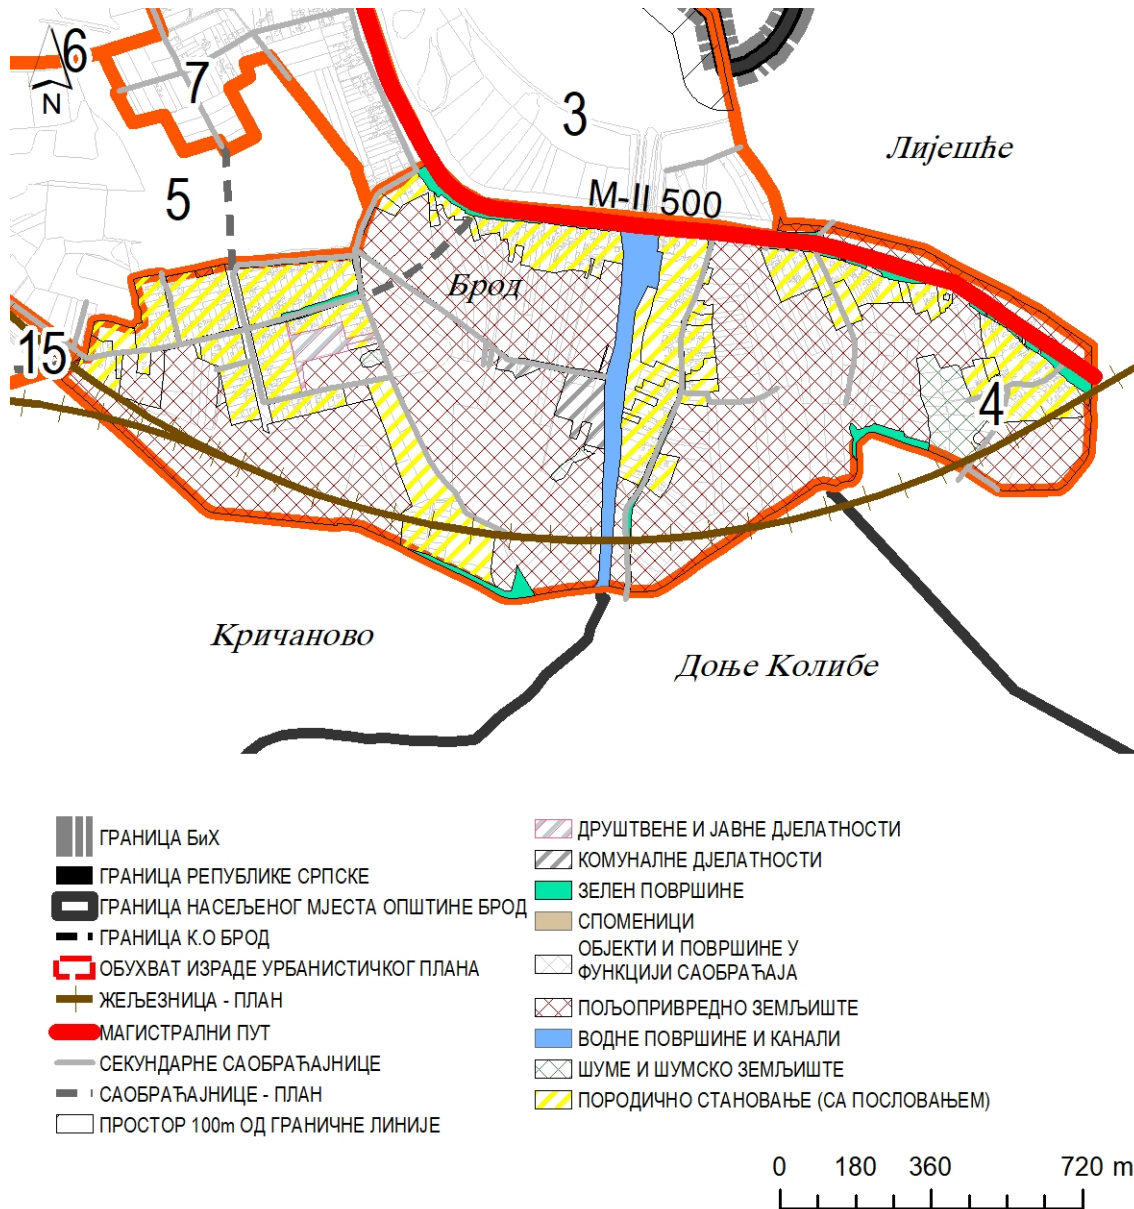 6
7
3
N
Лијешће
5
М-II 500
Брод
15
4
Кричаново
Доње Колибе
ГРАНИЦА БиХ
ГРАНИЦА РЕПУБЛИКЕ СРПСКЕ
ГРАНИЦА НАСЕЉЕНОГ МЈЕСТА ОПШТИНЕ БРОД
ГРАНИЦА К.О БРОД
ОБУХВАТ ИЗРАДЕ УРБАНИСТИЧКОГ ПЛАНА
ЖЕЉЕЗНИЦА - ПЛАН
МАГИСТРАЛНИ ПУТ
СЕКУНДАРНЕ САОБРАЋАЈНИЦЕ
САОБРАЋАЈНИЦЕ - ПЛАН
ПРОСТОР 100m ОД ГРАНИЧНЕ ЛИНИЈЕ
ДРУШТВЕНЕ И ЈАВНЕ ДЈЕЛАТНОСТИ
КОМУНАЛНЕ ДЈЕЛАТНОСТИ
ЗЕЛЕН ПОВРШИНЕ
СПОМЕНИЦИ
ОБЈЕКТИ И ПОВРШИНЕ У
ФУНКЦИЈИ САОБРАЋАЈА
ПОЉОПРИВРЕДНО ЗЕМЉИШТЕ
ВОДНЕ ПОВРШИНЕ И КАНАЛИ
ШУМЕ И ШУМСКО ЗЕМЉИШТЕ
ПОРОДИЧНО СТАНОВАЊЕ (СА ПОСЛОВАЊЕМ)
0 180 360 720 m